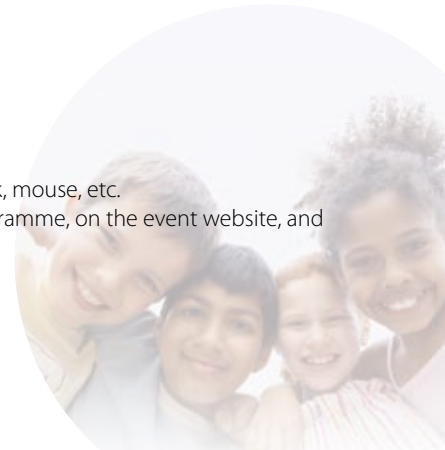 , mouse, etc.
ramme, on the event website, and